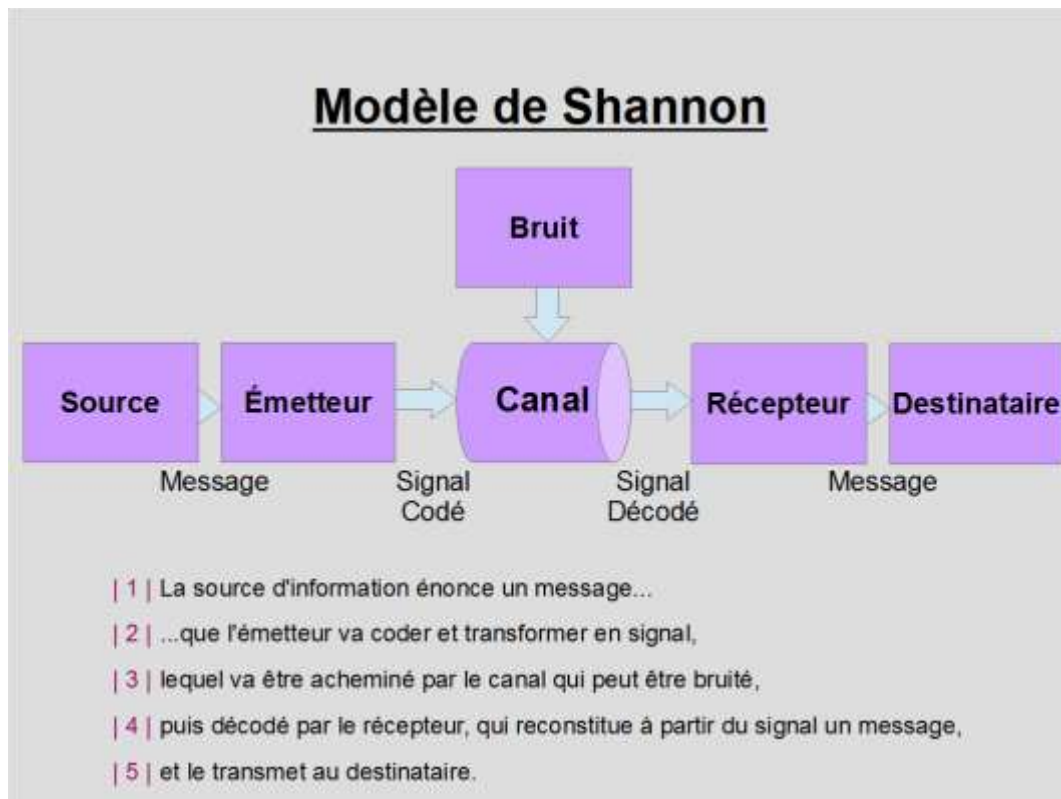 Modèle de Shannon
Bruit
Source
Émetteur
Canal
Récepteur
Destinataire
Message
Signal
Codé
Signal
Décodé
Message
| 1 | La source d'information énonce un message...
| 2 | ...que l'émetteur va coder et transformer en signal,
| 3 | lequel va être acheminé par le canal qui peut être bruité,
| 4 | puis décodé par le récepteur, qui reconstitue à partir du signal un message,
| 5 | et le transmet au destinataire.